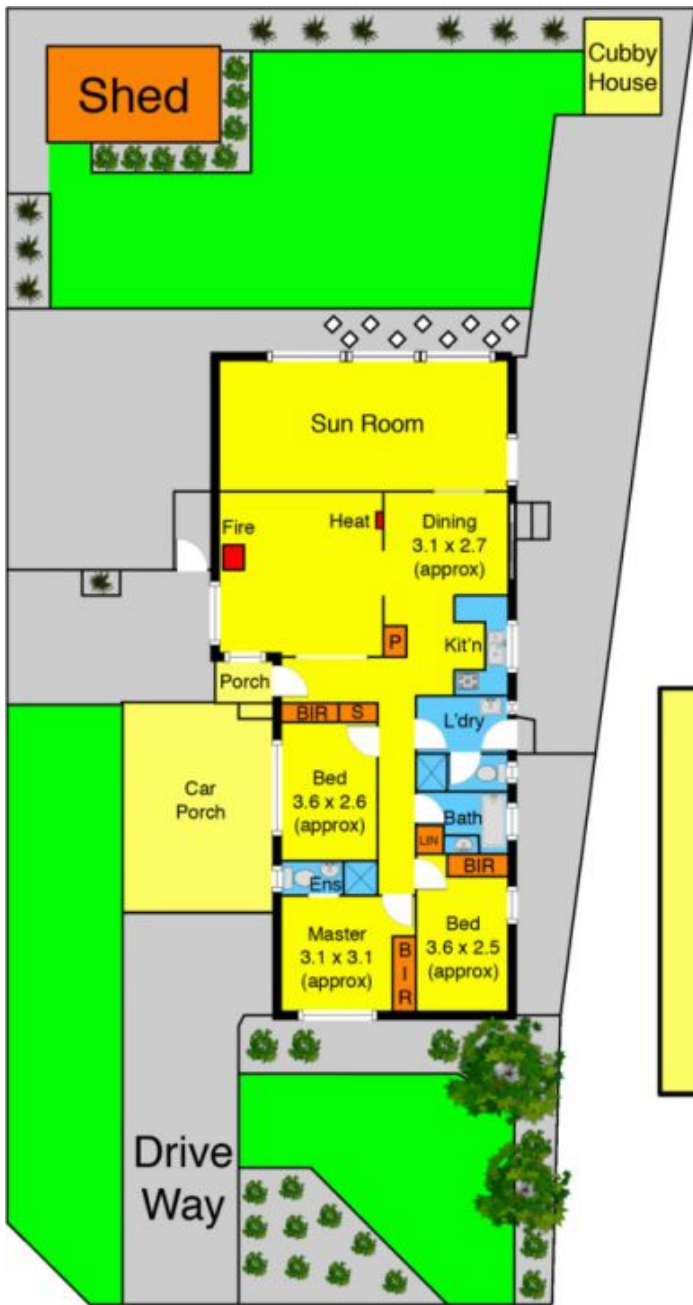 Cubby
House
Shed
Sun Room
Fire
Heat
Dining
3.1 x 2.7
(approx)
P
Kit'n
Porch
BIR
S
L'dry
Car
Porch
Bed
3.6 x 2.6
(approx)
Bath
LIN
BIR
Ens
Master
3.1 x 3.1
(approx)
B
I
R
Bed
3.6 x 2.5
(approx)
Drive
Way